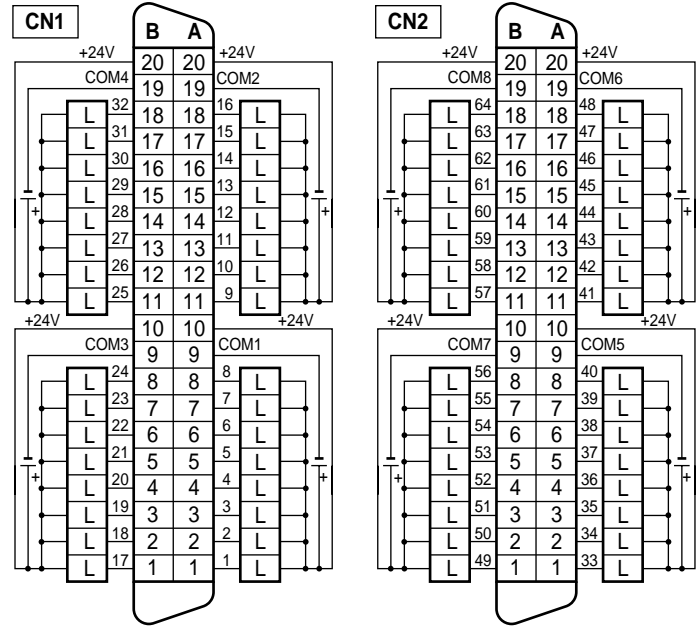 CN1 B A CN2 B A
+24V 20 20 +24V +24V 20 20 +24V
COM4 19 19 COM2 COM8 19 19 COM6
L 32 18 18 16 L L 64 18 18 48 L
L 31 17 17 15 L L 63 17 17 47 L
L 30 16 16 14 L L 62 16 16 46 L
L 29 15 15 13 L L 61 15 15 45 L
+ L 28 14 14 12 L + + L 60 14 14 44 L +
L 27 13 13 11 L L 59 13 13 43 L
L 26 12 12 10 L L 58 12 12 42 L
L 25 11 11 9 L L 57 11 11 41 L
+24V 10 10 +24V +24V 10 10 +24V
COM3 9 9 COM1 COM7 9 9 COM5
L 24 8 8 8 L L 56 8 8 40 L
L 23 7 7 7 L L 55 7 7 39 L
L 22 6 6 6 L L 54 6 6 38 L
L 21 5 5 5 L L 53 5 5 37 L
+ L 20 4 4 4 L + + L 52 4 4 36 L +
L 19 3 3 3 L L 51 3 3 35 L
L 18 2 2 2 L L 50 2 2 34 L
L 17 1 1 1 L L 49 1 1 33 L